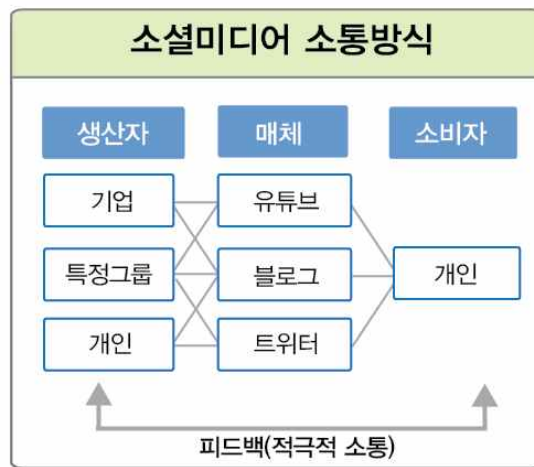 소셜미디어 소통방식
생산자 매체 소비자
기업 유튜브
특정그룹 블로그 개인
개인 트위터
피드백(적극적 소통)